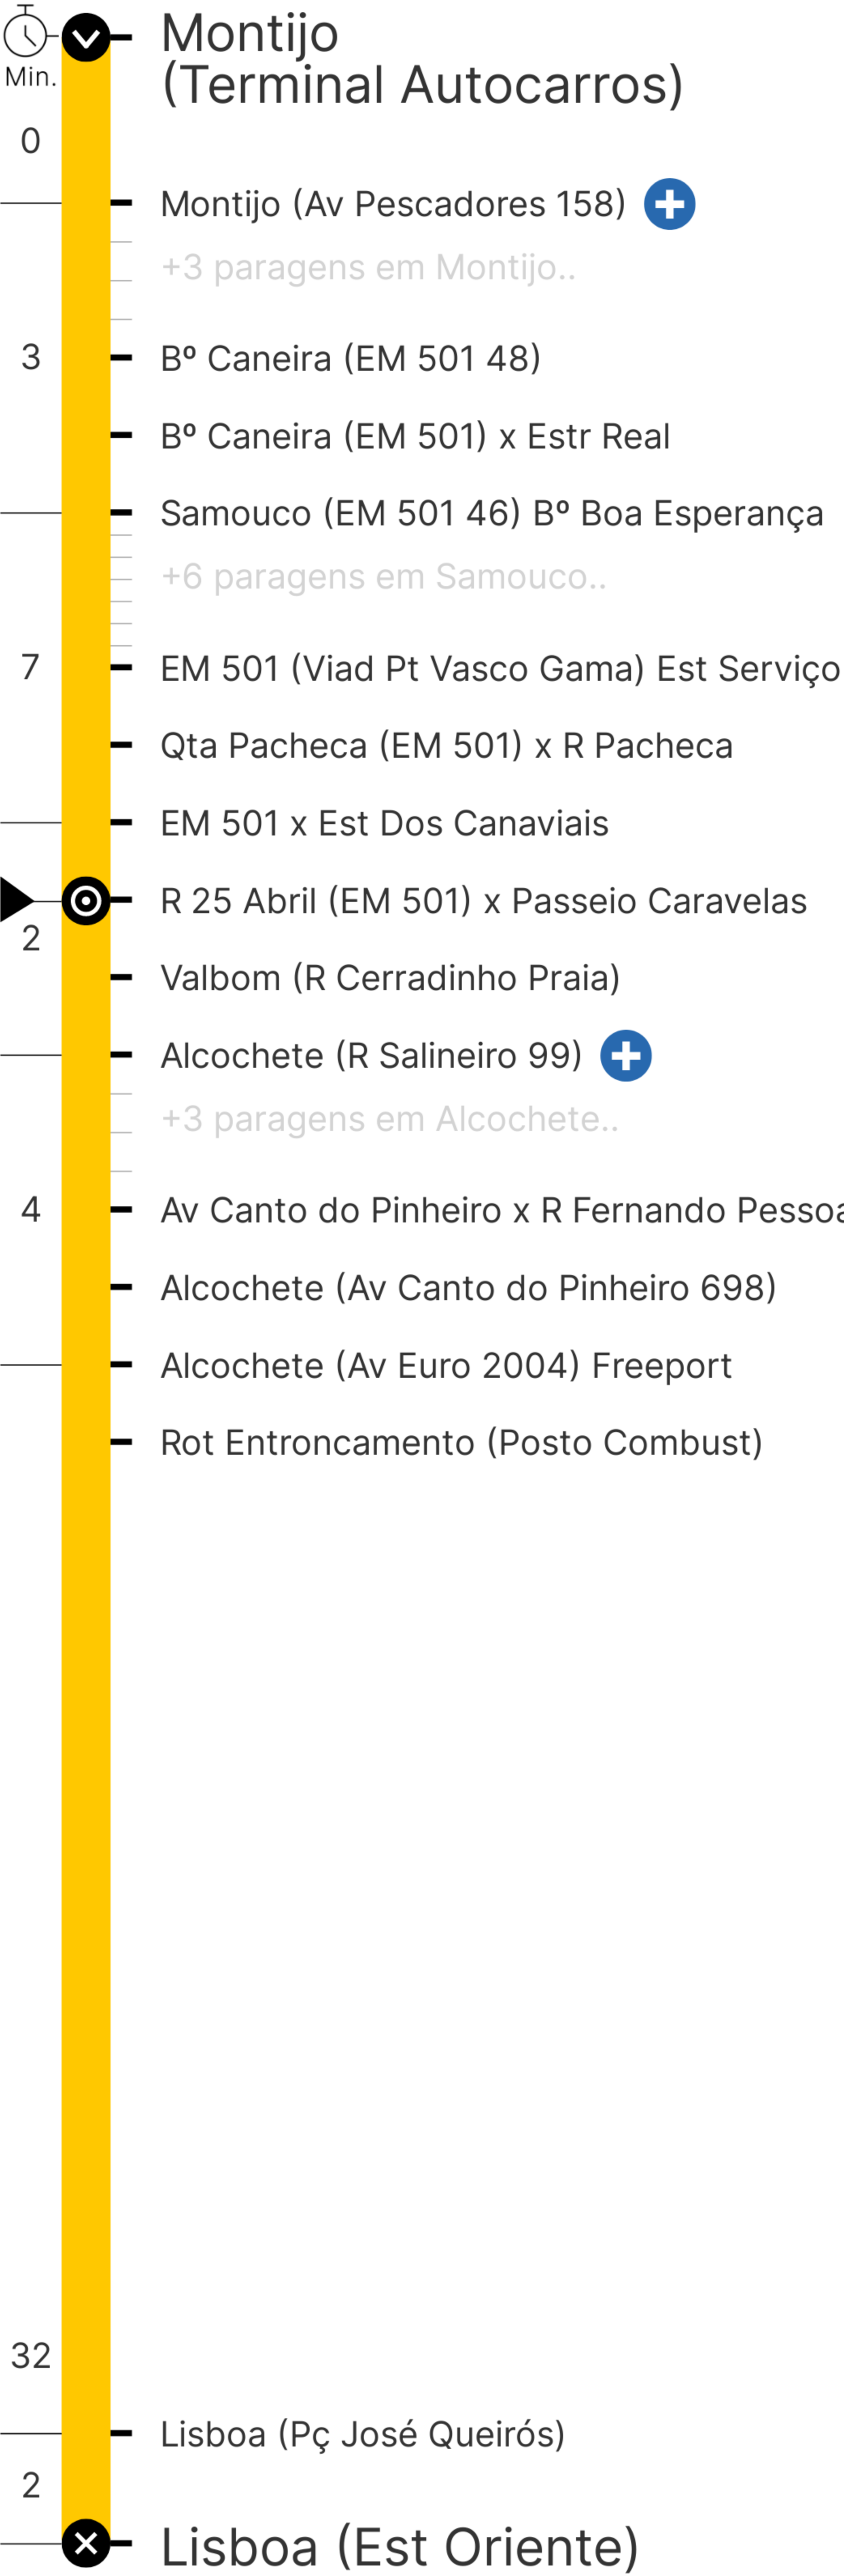 Montijo
(Terminal Autocarros)
Min.
0
Montijo (Av Pescadores 158)
+3 paragens em Montijo..
3
Bº Caneira (EM 501 48)
Bº Caneira (EM 501) x Estr Real
Samouco (EM 501 46) Bº Boa Esperança
+6 paragens em Samouco..
7
EM 501 (Viad Pt Vasco Gama) Est Serviço
Qta Pacheca (EM 501) x R Pacheca
EM 501 x Est Dos Canaviais
R 25 Abril (EM 501) x Passeio Caravelas
2
Valbom (R Cerradinho Praia)
Alcochete (R Salineiro 99)
+3 paragens em Alcochete..
4
Av Canto do Pinheiro x R Fernando Pessoa
Alcochete (Av Canto do Pinheiro 698)
Alcochete (Av Euro 2004) Freeport
Rot Entroncamento (Posto Combust)
32
Lisboa (Pç José Queirós)
2
Lisboa (Est Oriente)